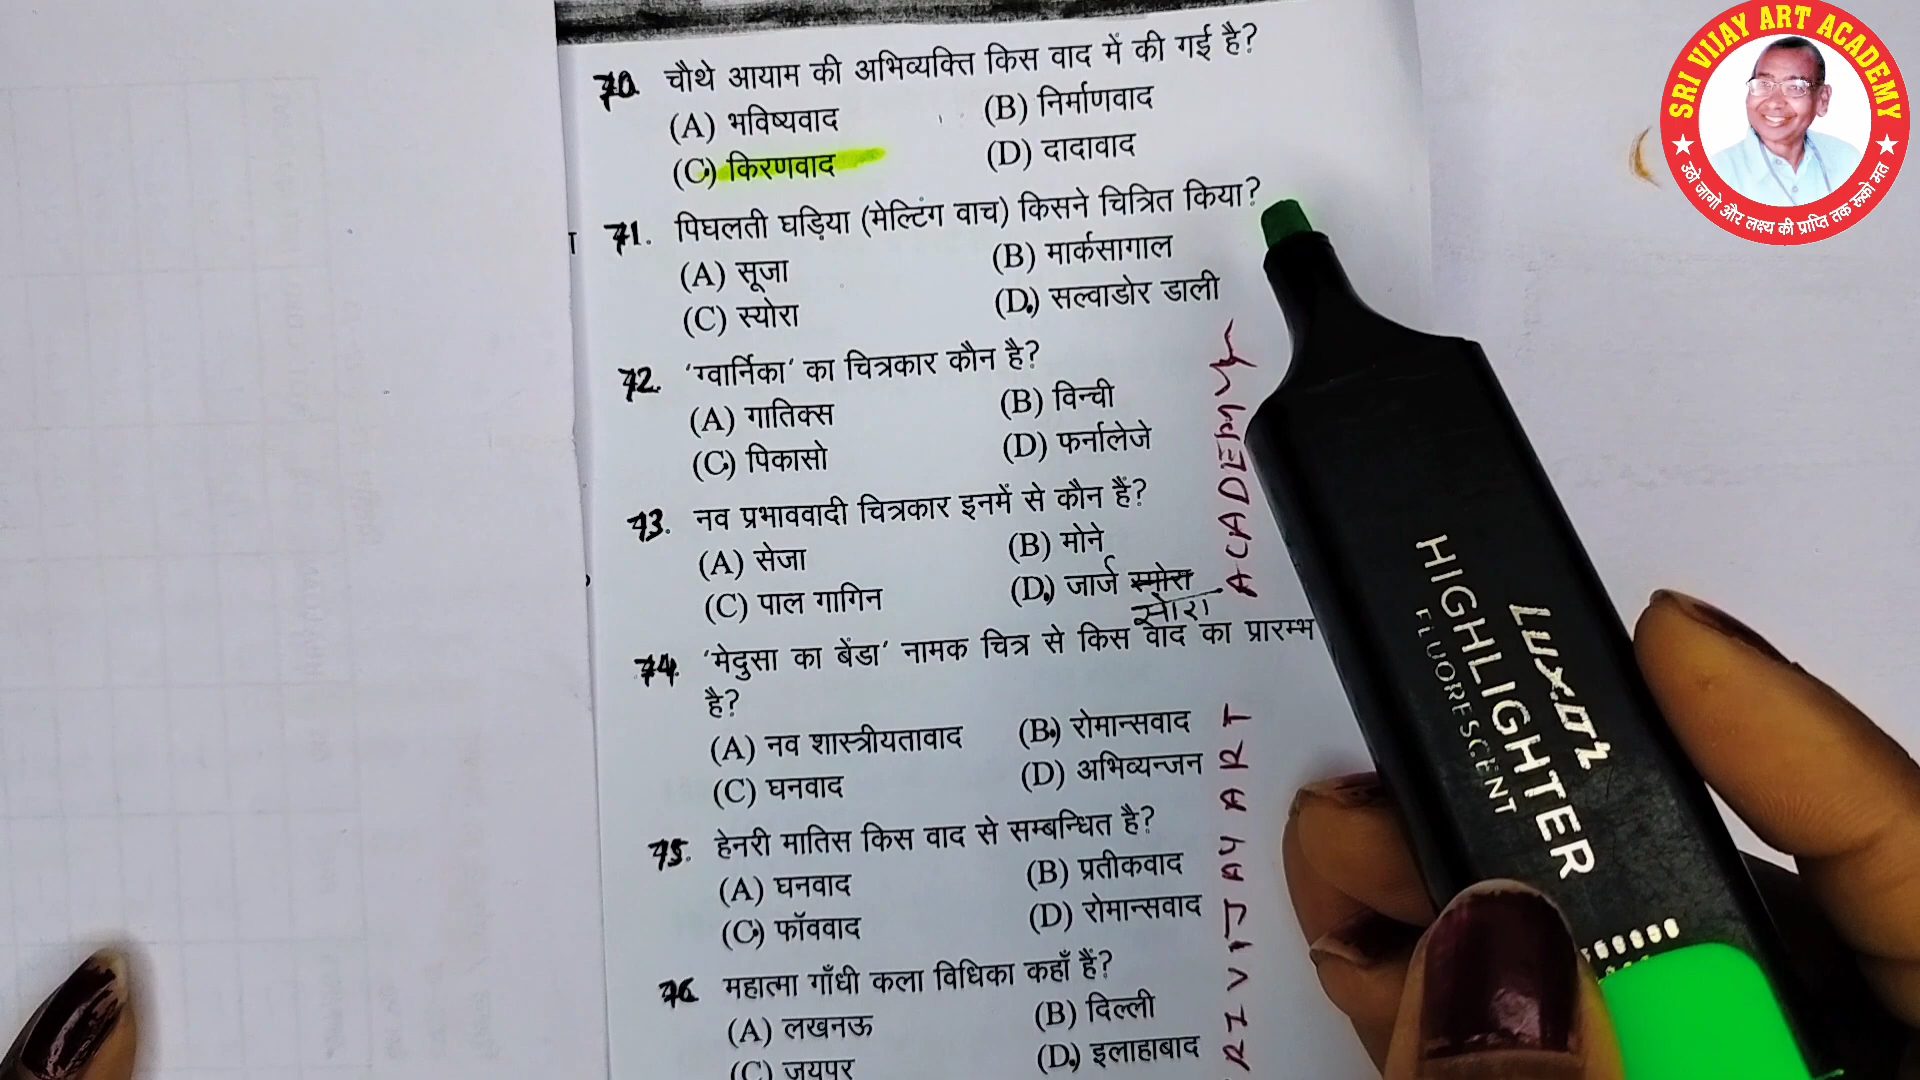 70. चौथे आयाम की अभिव्यक्ति किस वाद में की गई है?
(A) भविष्यवाद (B) निर्माणवाद
(C) किरणवाद (D) दादावाद
71. पिघलती घड़िया (मेल्टिंग वाच) किसने चित्रित किया?
(A) सूजा (B) मार्कसागाल
(C) स्योरा (D) सल्वाडोर डाली
72. 'ग्वार्निका' का चित्रकार कौन है?
(A) गातिक्स (B) विन्ची
(C) पिकासो (D) फर्नालेजे
73. नव प्रभाववादी चित्रकार इनमें से कौन हैं?
(A) सेजा (B) मोने
(C) पाल गागिन (D) जार्ज
74. 'मेदुसा का बेंडा' नामक चित्र से किस वाद का प्रारम्भ
है?
(A) नव शास्त्रीयतावाद (B) रोमान्सवाद
(C) घनवाद (D) अभिव्यन्जन
75. हेनरी मातिस किस वाद से सम्बन्धित है?
(A) घनवाद (B) प्रतीकवाद
(C) फॉववाद (D) रोमान्सवाद
76 महात्मा गाँधी कला विधिका कहाँ हैं?
(A) लखनऊ (B) दिल्ली
(C) जयपुर (D) इलाहाबाद
RI VIJAY ART ACADEMY
Luxor
HIGHLIGHTER
FLUORESCENT
SRI VIJAY ART ACADEMY
उठो जागो और लक्ष्य की प्राप्ति तक रूको मत